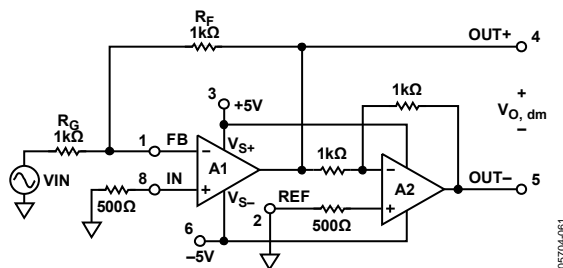 RF
1kΩ
OUT+ 4
3
+5V
1kΩ
+
VO, dm
−
RG
1kΩ
1 FB
VS+
−
A1
+
VIN
8 IN
500Ω
VS−
1kΩ
−
A2
+
OUT− 5
REF
2
500Ω
6
−5V
05704-061